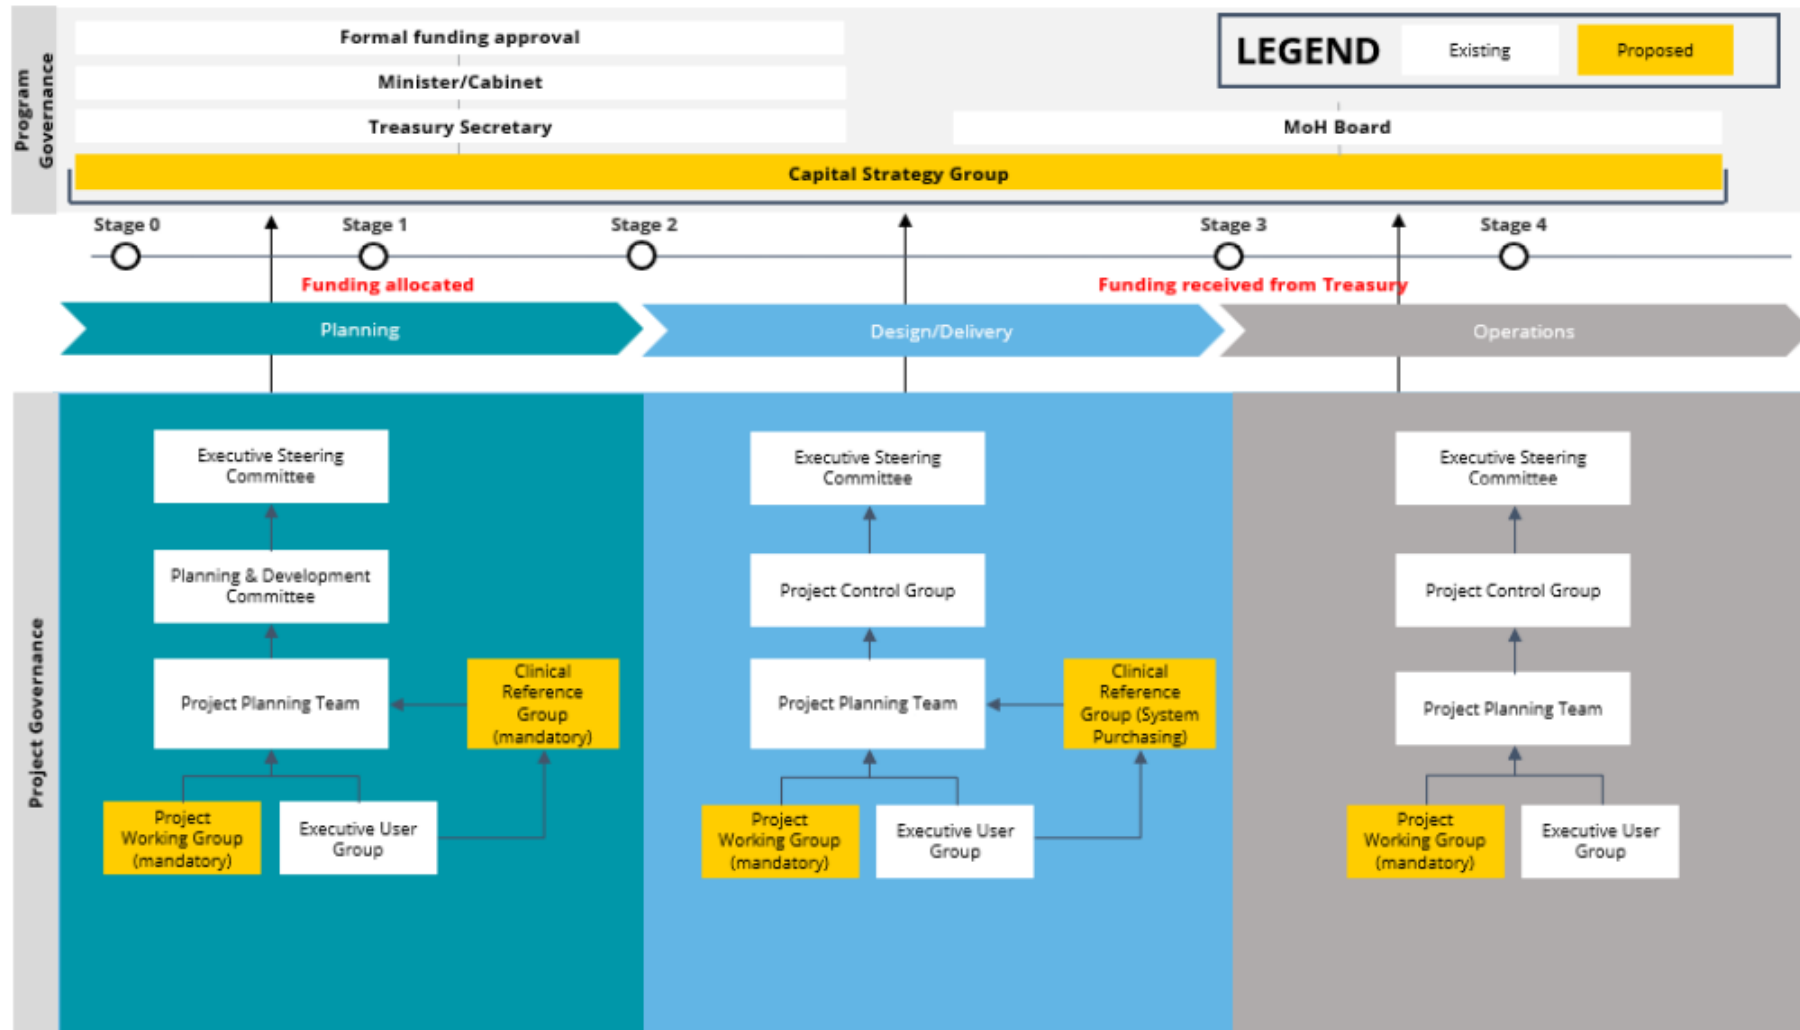 Program
Governance
Formal funding approval
Minister/Cabinet
Treasury Secretary
LEGEND
Existing
Proposed
MoH Board
Capital Strategy Group
Stage 0
Stage 1
Stage 2
Stage 3
Stage 4
Funding allocated
Funding received from Treasury
Planning
Design/Delivery
Operations
Project Governance
Executive Steering
Committee
Planning & Development
Committee
Project Planning Team
Clinical
Reference
Group
(mandatory)
Project
Working Group
(mandatory)
Executive User
Group
Executive Steering
Committee
Project Control Group
Project Planning Team
Clinical
Reference
Group (System
Purchasing)
Project
Working Group
(mandatory)
Executive User
Group
Executive Steering
Committee
Project Control Group
Project Planning Team
Project
Working Group
(mandatory)
Executive User
Group